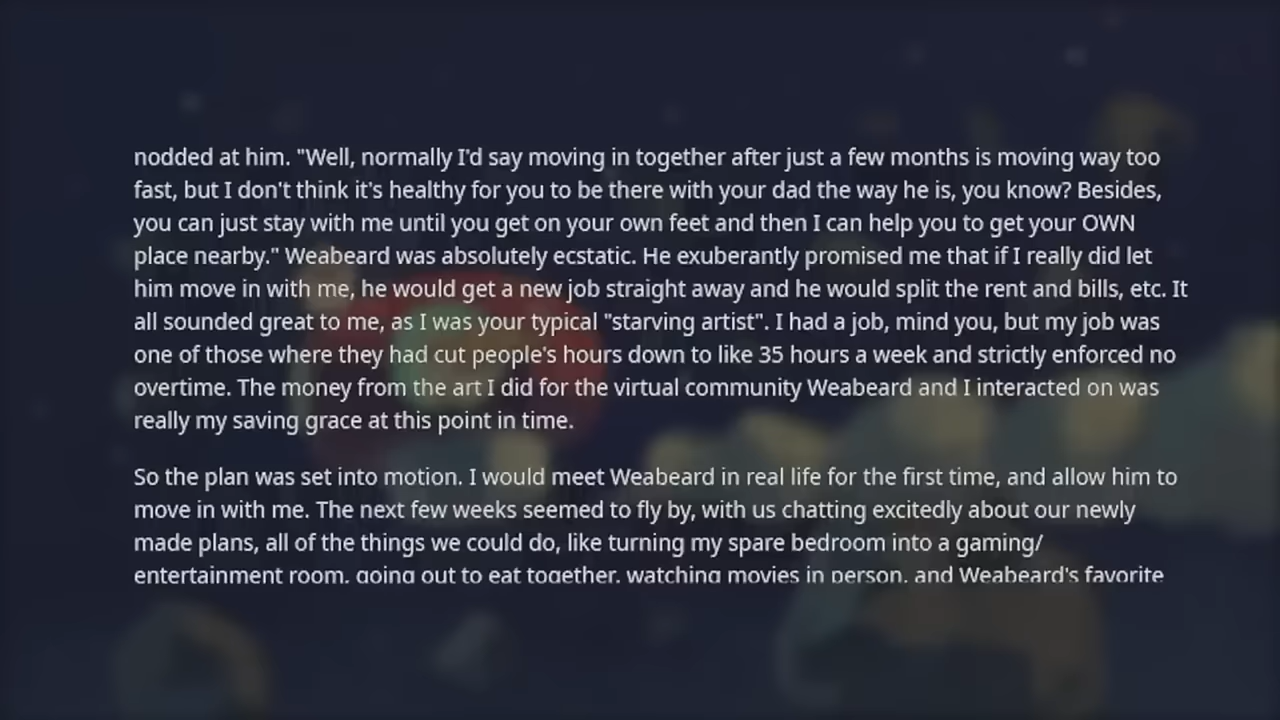 nodded at him. "Well, normally I'd say moving in together after just a few months is moving way too
fast, but I don't think it's healthy for you to be there with your dad the way he is, you know? Besides,
you can just stay with me until you get on your own feet and then I can help you to get your OWN
place nearby." Weabeard was absolutely ecstatic. He exuberantly promised me that if I really did let
him move in with me, he would get a new job straight away and he would split the rent and bills, etc. It
all sounded great to me, as I was your typical "starving artist". I had a job, mind you, but my job was
one of those where they had cut people's hours down to like 35 hours a week and strictly enforced no
overtime. The money from the art I did for the virtual community Weabeard and I interacted on was
really my saving grace at this point in time.
So the plan was set into motion. I would meet Weabeard in real life for the first time, and allow him to
move in with me. The next few weeks seemed to fly by, with us chatting excitedly about our newly
made plans, all of the things we could do, like turning my spare bedroom into a gaming/
entertainment room, going out to eat together, watching movies in person, and Weabeard's favorite